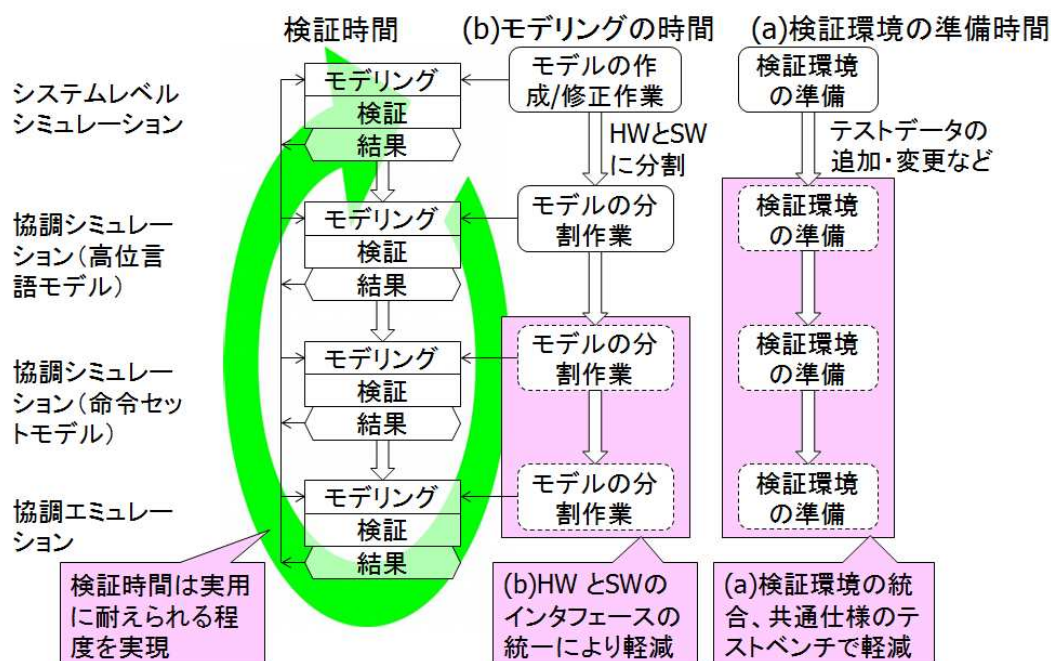 検証時間
(b)モデリングの時間
(a)検証環境の準備時間
システムレベル
シミュレーション
モデリング
検証
結果
モデルの作
成/修正作業
検証環境
の準備
HWとSW
に分割
テストデータの
追加・変更など
協調シミュレー
ション(高位言
語モデル)
モデリング
検証
結果
モデルの分
割作業
検証環境
の準備
協調シミュレー
ション(命令セッ
トモデル)
モデリング
検証
結果
モデルの分
割作業
検証環境
の準備
協調エミュレー
ション
モデリング
検証
結果
モデルの分
割作業
検証環境
の準備
検証時間は実用
に耐えられる程
度を実現
(b)HW とSWの
インタフェースの
統一により軽減
(a)検証環境の統
合、共通仕様のテ
ストベンチで軽減